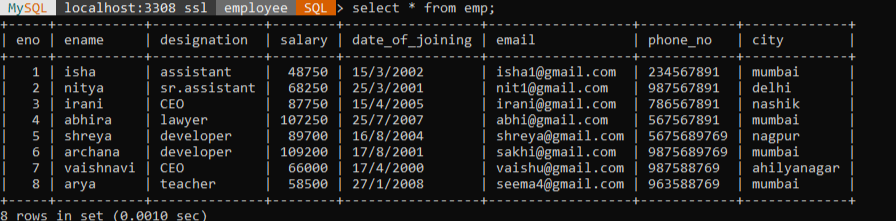 MySQL localhost:3308 ssl employee SQL> select * from emp;
+-----+-----------+--------------+--------+-----------------+------------------+------------+-------------+
| eno | ename     | designation  | salary | date_of_joining | email            | phone_no   | city        |
+-----+-----------+--------------+--------+-----------------+------------------+------------+-------------+
|   1 | isha      | assistant    |  48750 | 15/3/2002       | isha1@gmail.com  | 234567891  | mumbai      |
|   2 | nitya     | sr.assistant |  68250 | 25/3/2001       | nit1@gmail.com   | 987567891  | delhi       |
|   3 | irani     | CEO          |  87750 | 15/4/2005       | irani@gmail.com  | 786567891  | nashik      |
|   4 | abhira    | lawyer       | 107250 | 25/7/2007       | abhi@gmail.com   | 567567891  | mumbai      |
|   5 | shreya    | developer    |  89700 | 16/8/2004       | shreya@gmail.com | 5675689769 | nagpur      |
|   6 | archana   | developer    | 109200 | 17/8/2001       | sakhi@gmail.com  | 9875689769 | mumbai      |
|   7 | vaishnavi | CEO          |  66000 | 17/4/2000       | vaishu@gmail.com | 987588769  | ahilyanagar |
|   8 | arya      | teacher      |  58500 | 27/1/2008       | seema4@gmail.com | 963588769  | mumbai      |
+-----+-----------+--------------+--------+-----------------+------------------+------------+-------------+
8 rows in set (0.0010 sec)